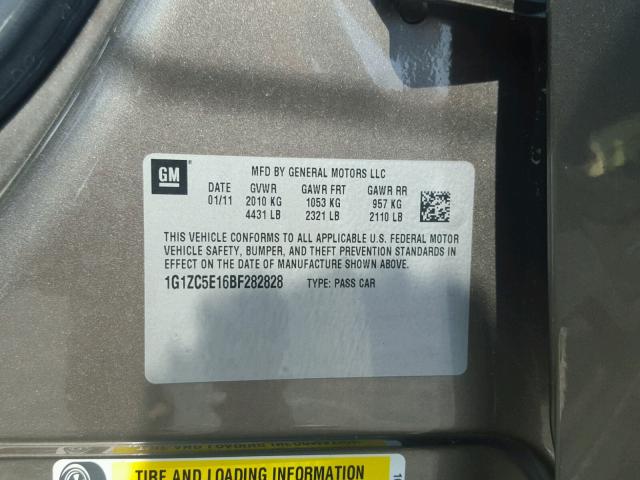 GM
MFD BY GENERAL MOTORS LLC
DATE GVWR GAWR FRT GAWR RR
01/11 2010 KG 1053 KG 957 KG
4431 LB 2321 LB 2110 LB
THIS VEHICLE CONFORMS TO ALL APPLICABLE U.S. FEDERAL MOTOR
VEHICLE SAFETY, BUMPER, AND THEFT PREVENTION STANDARDS IN
EFFECT ON THE DATE OF MANUFACTURE SHOWN ABOVE.
1G1ZC5E16BF282828 TYPE: PASS CAR
TIRE AND LOADING INFORMATION